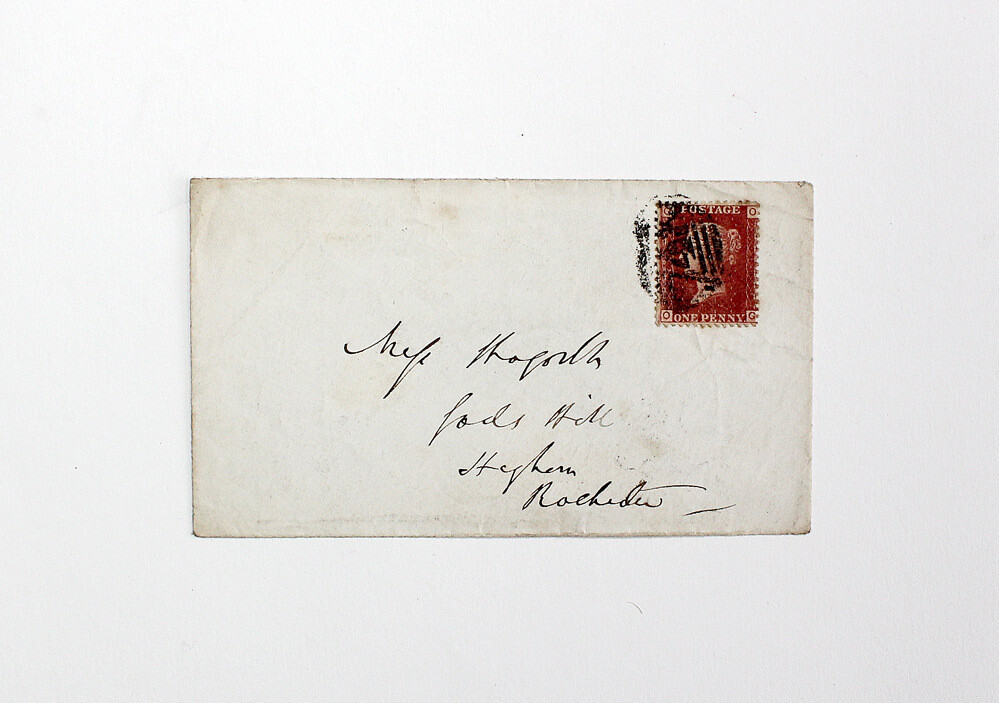 G POSTAGE O
O ONE PENNY G
Miss Hogarth
Gads Hill
Higham
Rochester